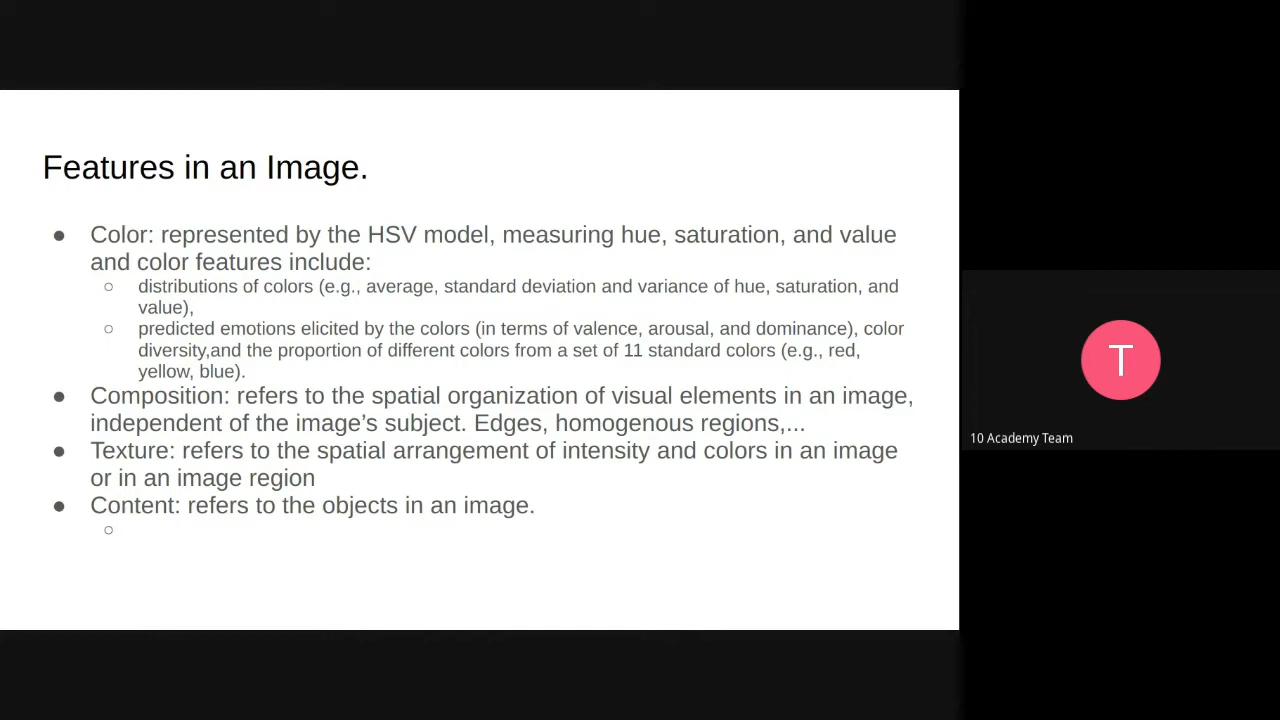 Features in an Image.
● Color: represented by the HSV model, measuring hue, saturation, and value
and color features include:
○ distributions of colors (e.g., average, standard deviation and variance of hue, saturation, and
value),
○ predicted emotions elicited by the colors (in terms of valence, arousal, and dominance), color
diversity,and the proportion of different colors from a set of 11 standard colors (e.g., red,
yellow, blue).
● Composition: refers to the spatial organization of visual elements in an image,
independent of the image’s subject. Edges, homogenous regions,...
● Texture: refers to the spatial arrangement of intensity and colors in an image
or in an image region
● Content: refers to the objects in an image.
○
T
10 Academy Team